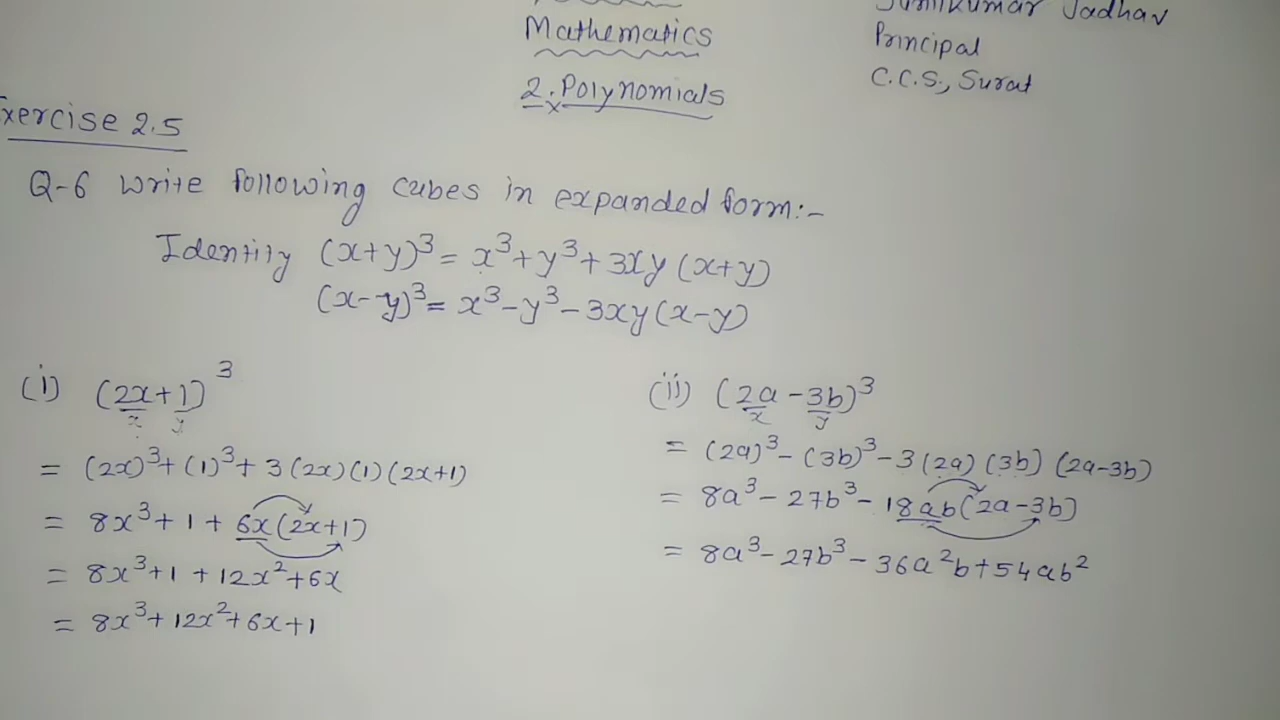 Mathematics
2. Polynomials
Jadhav
Principal
C.C.S., Surat
Exercise 2.5
Q-6 Write following cubes in expanded form:-
Identity (x+y)³ = x³+y³+3xy(x+y)
(x-y)³ = x³-y³-3xy(x-y)
(i) (2x+1)³
x y
= (2x)³+(1)³+3(2x)(1)(2x+1)
= 8x³+1+6x(2x+1)
= 8x³+1+12x²+6x
= 8x³+12x²+6x+1
(ii) (2a-3b)³
x y
= (2a)³-(3b)³-3(2a)(3b)(2a-3b)
= 8a³-27b³-18ab(2a-3b)
= 8a³-27b³-36a²b+54ab²